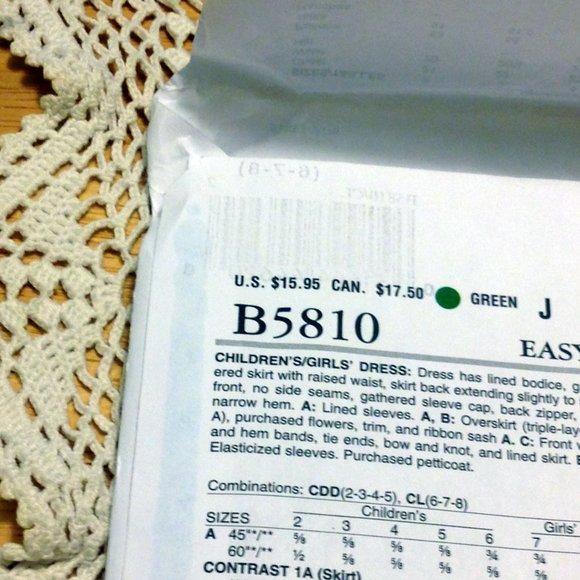 U.S. $15.95 CAN. $17.50 GREEN J
B5810 EASY
CHILDREN'S/GIRLS' DRESS: Dress has lined bodice,
ered skirt with raised waist, skirt back extending slightly to
front, no side seams, gathered sleeve cap, back zipper,
narrow hem. A: Lined sleeves. A, B: Overskirt (triple-lay
A), purchased flowers, trim, and ribbon sash A. C: Front
and hem bands, tie ends, bow and knot, and lined skirt.
Elasticized sleeves. Purchased petticoat.
Combinations: CDD(2-3-4-5), CL(6-7-8)
Children's Girls'
SIZES 2 3 4 5 6 7
A 45"*/** ⅝ ⅝ ⅝ ⅝ ¾ ¾
60"*/** ½ ⅝ ⅝ ⅝ ¾
CONTRAST 1A (Skirt)